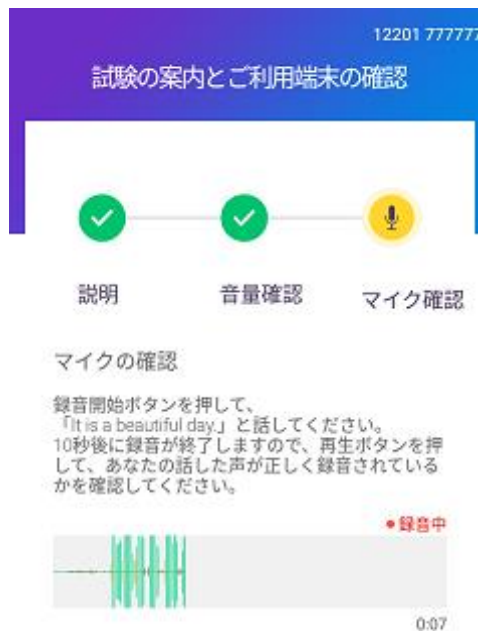 12201 777777
試験の案内とご利用端末の確認
説明
音量確認
マイク確認
マイクの確認
録音開始ボタンを押して、
「It is a beautiful day.」と話してください。
10秒後に録音が終了しますので、再生ボタンを押
して、あなたの話した声が正しく録音されている
かを確認してください。
●録音中
0:07